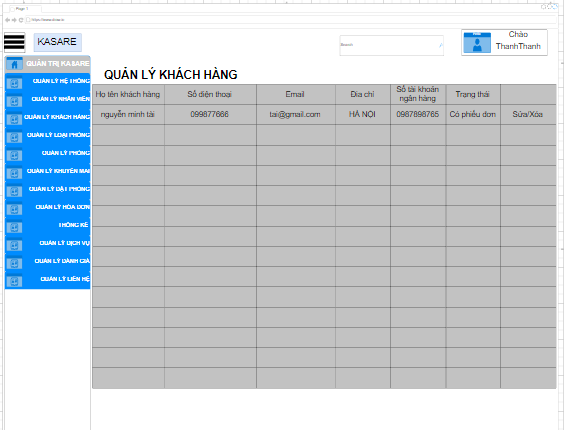 Page 1
KASARE
Search
Chào
ThanhThanh
QUẢN TRỊ KASARE
QUẢN LÝ HỆ THỐNG
QUẢN LÝ NHÂN VIÊN
QUẢN LÝ KHÁCH HÀNG
QUẢN LÝ LOẠI PHÒNG
QUẢN LÝ PHÒNG
QUẢN LÝ KHUYẾN MÃI
QUẢN LÝ ĐẶT PHÒNG
QUẢN LÝ HÓA ĐƠN
THỐNG KÊ
QUẢN LÝ DỊCH VỤ
QUẢN LÝ ĐÁNH GIÁ
QUẢN LÝ LIÊN HỆ
QUẢN LÝ KHÁCH HÀNG
Họ tên khách hàng Số điện thoại Email Địa chỉ Số tài khoản ngân hàng Trạng thái
nguyễn minh tài 099877666 tai@gmail.com HÀ NỘI 0987898765 Có phiếu đơn Sửa/Xóa